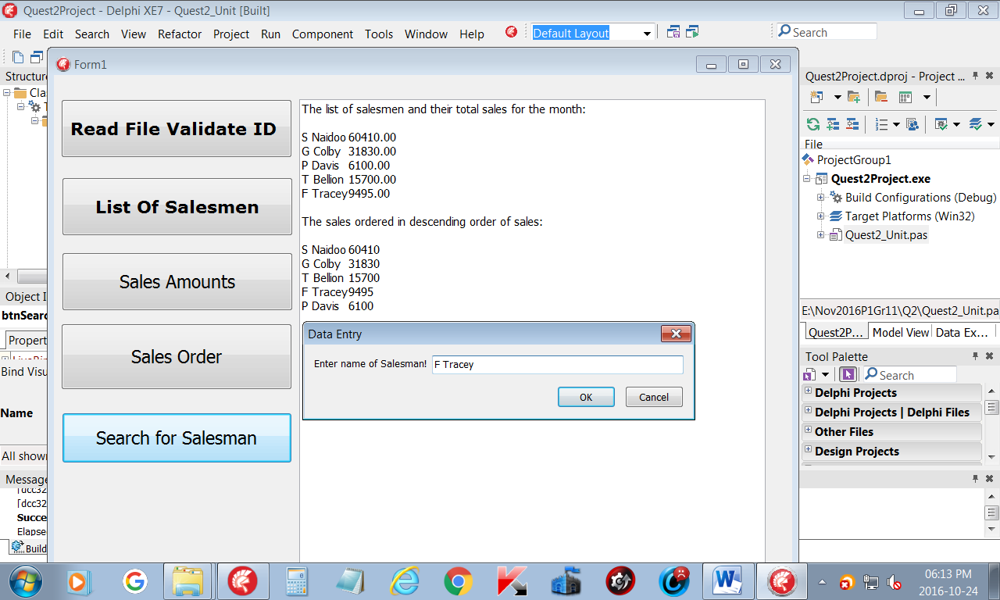 Quest2Project - Delphi XE7 - Quest2_Unit [Built]
File Edit Search View Refactor Project Run Component Tools Window Help
Default Layout
Search
Form1
Structure
Read File Validate ID
List Of Salesmen
Sales Amounts
Sales Order
Search for Salesman
The list of salesmen and their total sales for the month:
S Naidoo 60410.00
G Colby 31830.00
P Davis 6100.00
T Bellion 15700.00
F Tracey 9495.00
The sales ordered in descending order of sales:
S Naidoo 60410
G Colby 31830
T Bellion 15700
F Tracey 9495
P Davis 6100
Data Entry
Enter name of Salesman! F Tracey
OK Cancel
Cla
Object I
btnSearc
Propert
Bind Visu
Name
All shown
Message
[dcc32
[dcc32
Succe
Elapse
Build
Quest2Project.dproj - Project ...
File
ProjectGroup1
Quest2Project.exe
Build Configurations (Debug)
Target Platforms (Win32)
Quest2_Unit.pas
E:\Nov2016P1Gr11\Q2\Quest2_Unit.pa
Quest2P... Model View Data Ex...
Tool Palette
Search
Delphi Projects
Delphi Projects | Delphi Files
Other Files
Design Projects
06:13 PM
2016-10-24